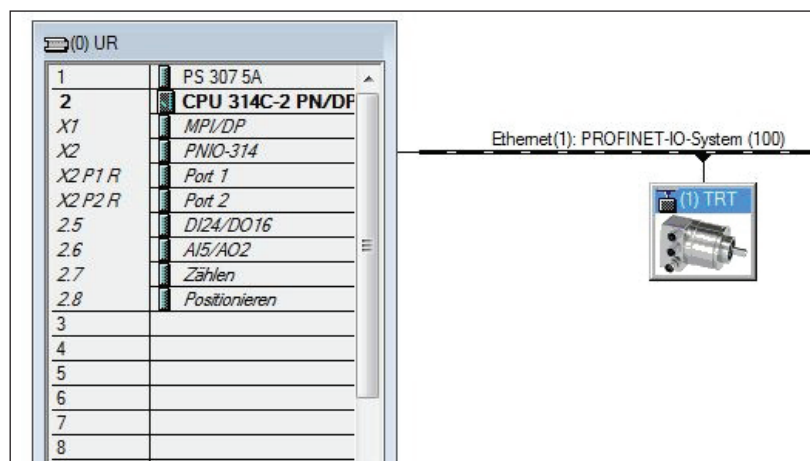 (0) UR
1 PS 307 5A
2 CPU 314C-2 PN/DP
X1 MPI/DP
X2 PNIO-314
X2 P1 R Port 1
X2 P2 R Port 2
2.5 DI24/DO16
2.6 AI5/AO2
2.7 Zählen
2.8 Positionieren
3
4
5
6
7
8
Ethernet(1): PROFINET-IO-System (100)
(1) TRT